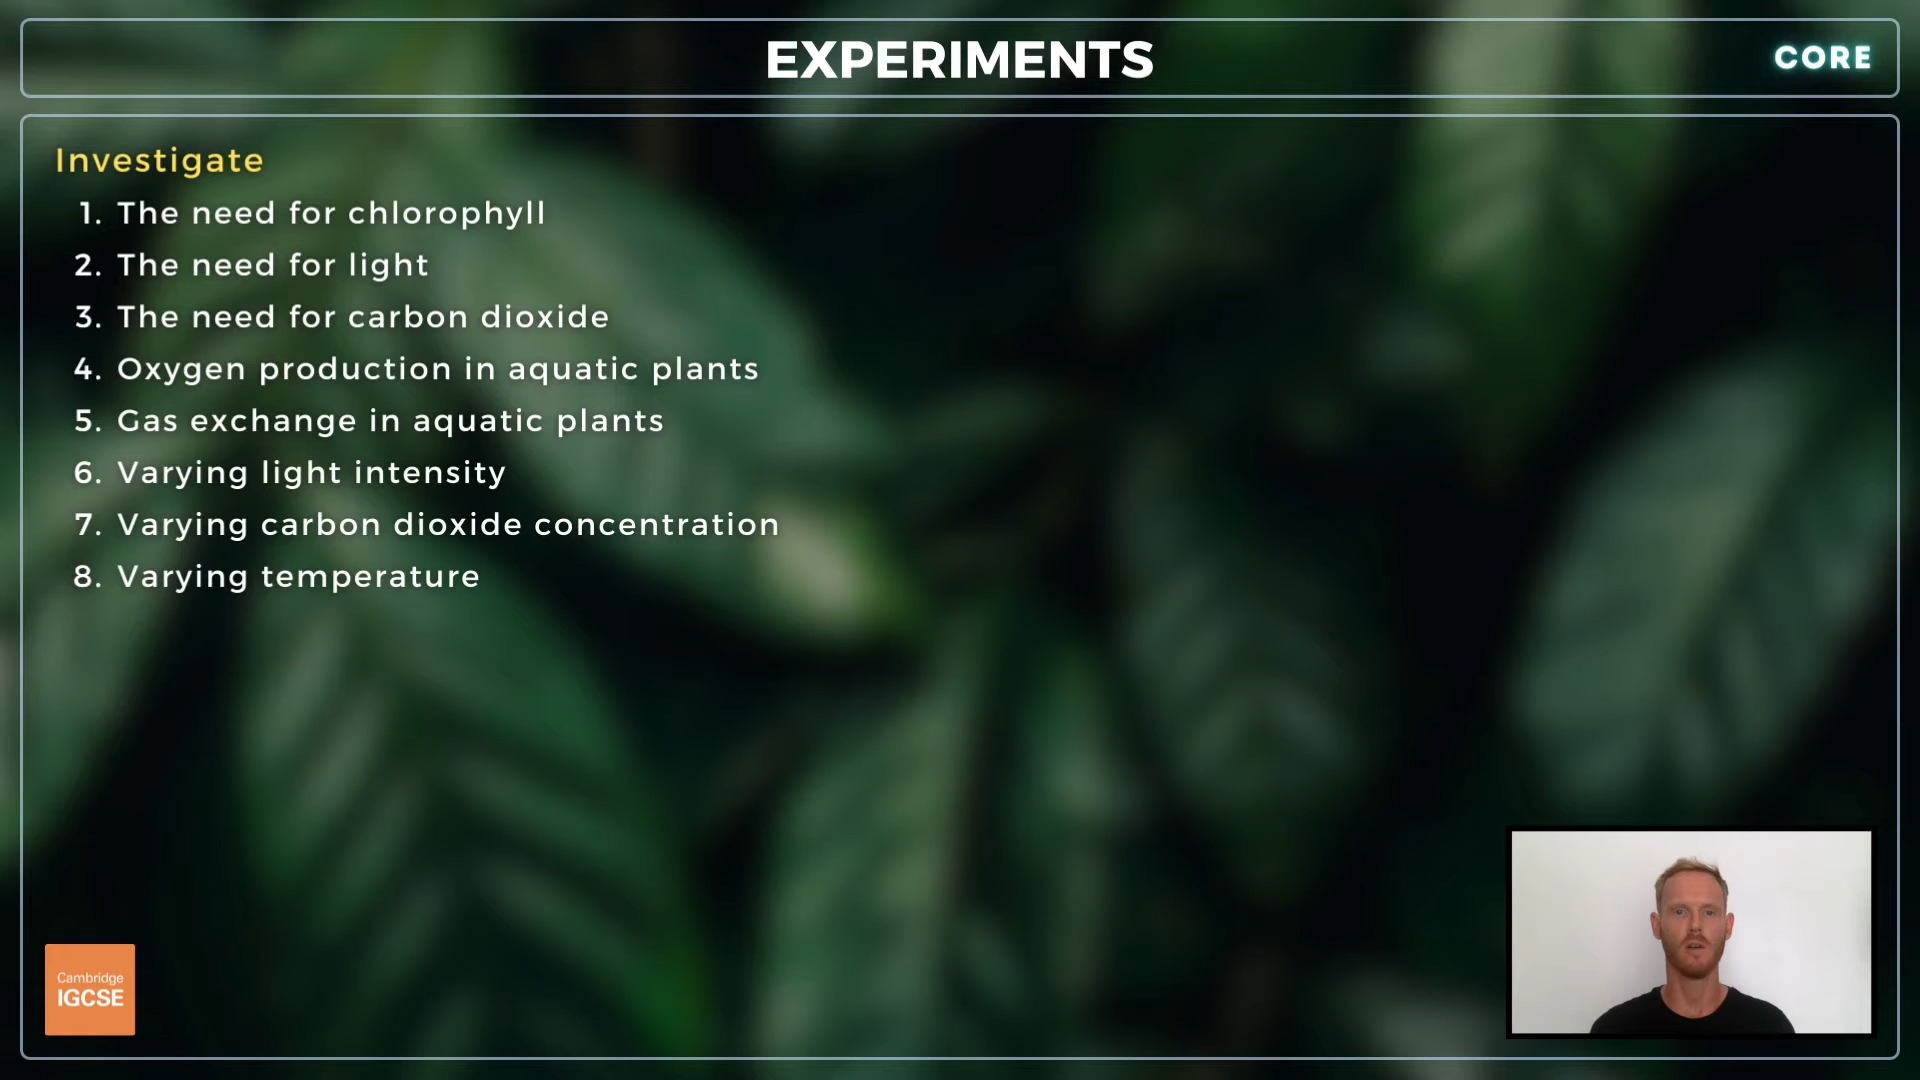 EXPERIMENTS
CORE
Investigate
1. The need for chlorophyll
2. The need for light
3. The need for carbon dioxide
4. Oxygen production in aquatic plants
5. Gas exchange in aquatic plants
6. Varying light intensity
7. Varying carbon dioxide concentration
8. Varying temperature
Cambridge
IGCSE